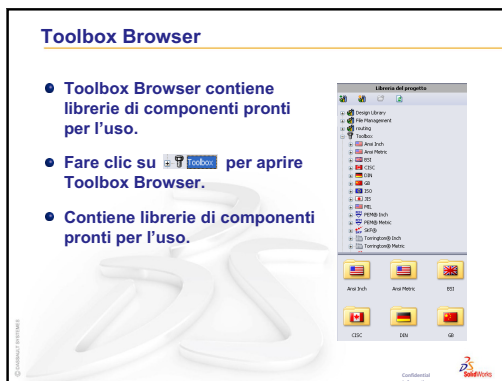 Toolbox Browser
Toolbox Browser contiene
librerie di componenti pronti
per l'uso.
Fare clic su Toolbox per aprire
Toolbox Browser.
Contiene librerie di componenti
pronti per l'uso.
Libreria del progetto
Design Library
File Management
routing
Toolbox
Ansi Inch
Ansi Metric
BSI
CISC
DIN
GB
ISO
JIS
MIL
PEM® Inch
PEM® Metric
SKF®
Torrington® Inch
Torrington® Metric
Ansi Inch Ansi Metric BSI
CISC DIN GB
© DASSAULT SYSTEMES
Confidential
SolidWorks